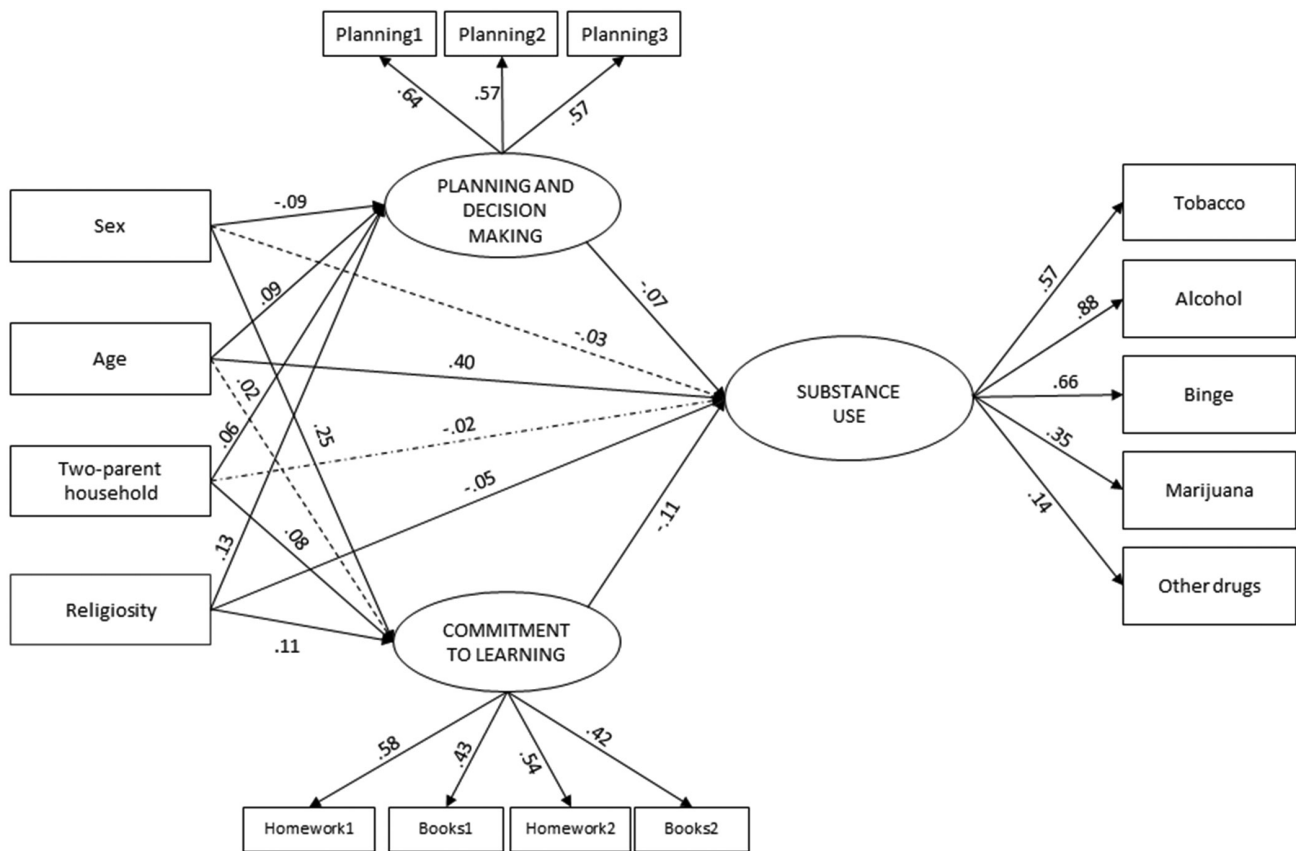 Planning1
Planning2
Planning3
.64
.57
.57
PLANNING AND
DECISION
MAKING
Sex
Age
Two-parent
household
Religiosity
-.09
.09
.06
.13
-.03
.40
-.02
-.05
.02
.25
.08
.11
-.07
-.11
SUBSTANCE
USE
.57
.88
.66
.35
.14
Tobacco
Alcohol
Binge
Marijuana
Other drugs
COMMITMENT
TO LEARNING
.58
.43
.54
.42
Homework1
Books1
Homework2
Books2